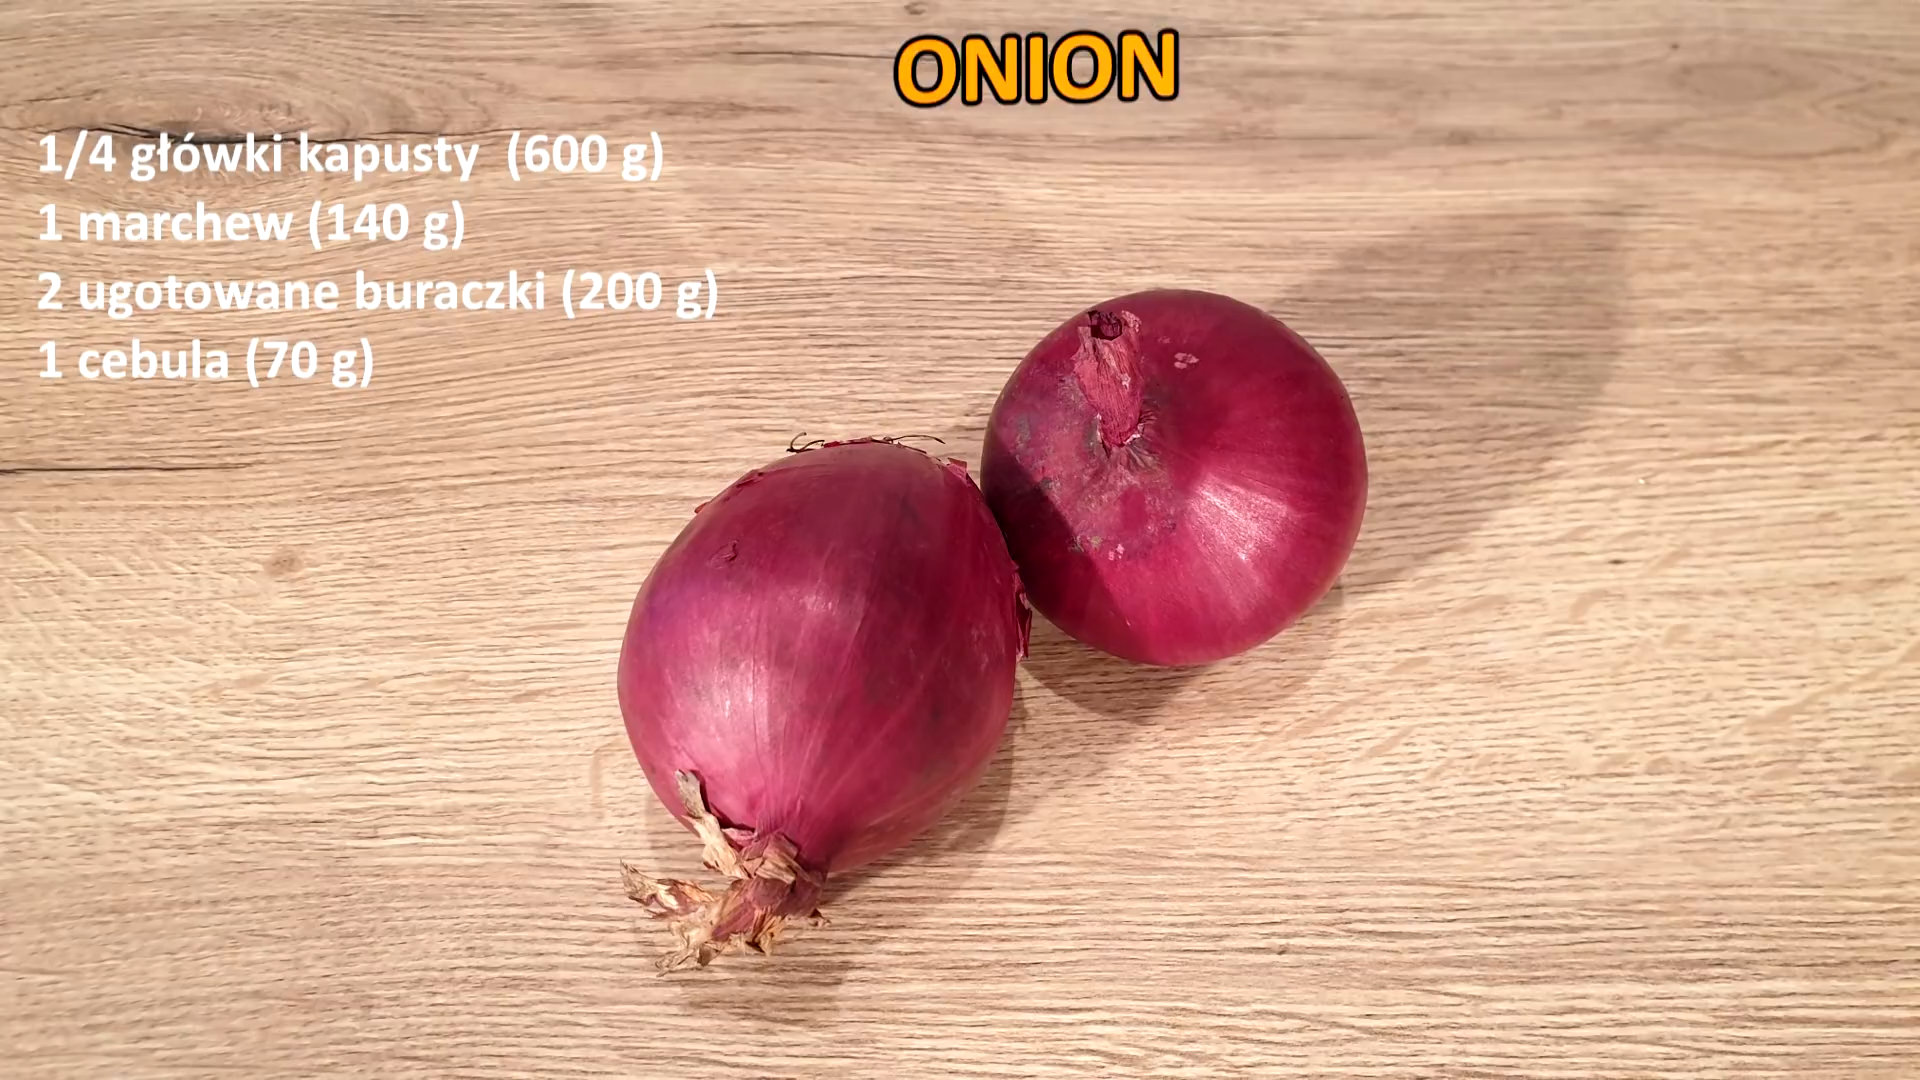 ONION
1/4 główki kapusty (600 g)
1 marchew (140 g)
2 ugotowane buraczki (200 g)
1 cebula (70 g)